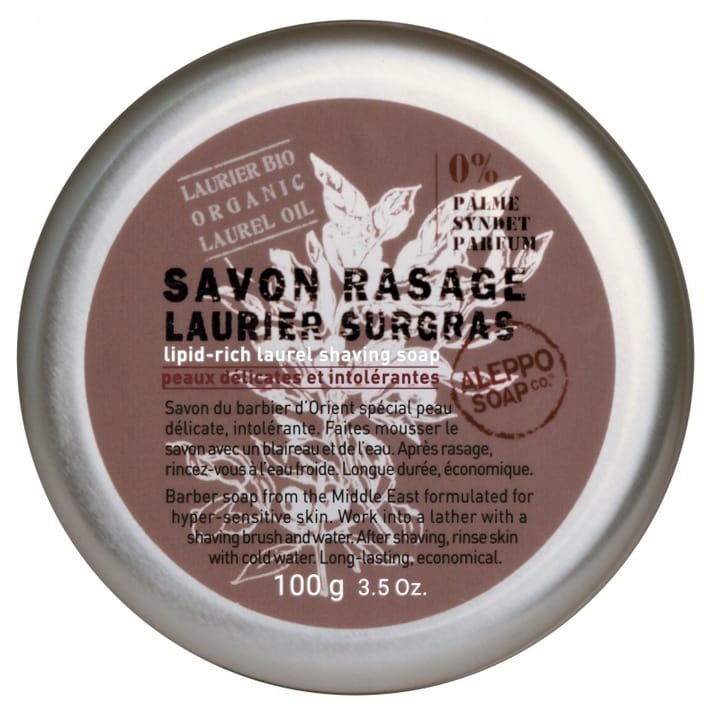 LAURIER BIO
ORGANIC
LAUREL OIL
0%
PALME
SYNDET
PARFUM
SAVON RASAGE
LAURIER SURGRAS
lipid-rich laurel shaving soap
peaux délicates et intolérantes
ALEPPO
SOAP CO.
Savon du barbier d'Orient spécial peau
délicate, intolérante. Faites mousser le
savon avec un blaireau et de l'eau. Après rasage,
rincez-vous à l'eau froide. Longue durée, économique.
Barber soap from the Middle East formulated for
hyper-sensitive skin. Work into a lather with a
shaving brush and water. After shaving, rinse skin
with cold water. Long-lasting, economical.
100 g 3.5 Oz.